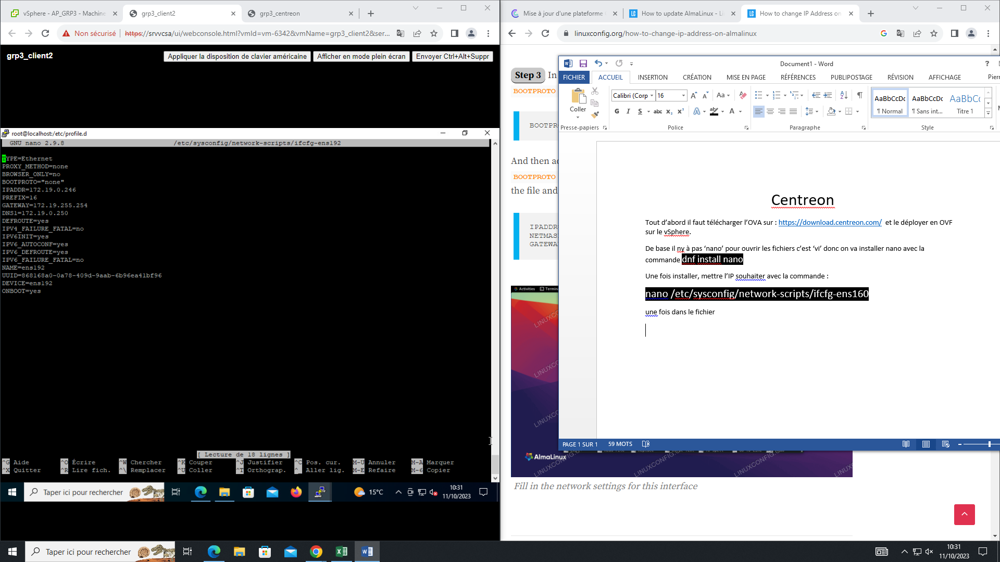 vSphere - AP_GRP3 - Machine
grp3_client2
grp3_centreon
Non sécurisé
https://srvvcsa/ui/webconsole.html?vmId=vm-6342&vmName=grp3_client2&ser...
grp3_client2
Appliquer la disposition de clavier américaine
Afficher en mode plein écran
Envoyer Ctrl+Alt+Suppr
root@localhost:/etc/profile.d
GNU nano 2.9.8 /etc/sysconfig/network-scripts/ifcfg-ens192
TYPE=Ethernet
PROXY_METHOD=none
BROWSER_ONLY=no
BOOTPROTO="none"
IPADDR=172.19.0.246
PREFIX=16
GATEWAY=172.19.255.254
DNS1=172.19.0.250
DEFROUTE=yes
IPV4_FAILURE_FATAL=no
IPV6INIT=yes
IPV6_AUTOCONF=yes
IPV6_DEFROUTE=yes
IPV6_FAILURE_FATAL=no
NAME=ens192
UUID=868168a0-0a78-409d-9aab-6b96ea41bf96
DEVICE=ens192
ONBOOT=yes
[ Lecture de 18 lignes ]
^G Aide ^O Écrire ^W Chercher ^K Couper ^J Justifier ^C Pos. cur. M-U Annuler M-A Marquer
^X Quitter ^R Lire fich. ^\ Remplacer ^U Coller ^T Orthograp. ^_ Aller lig. M-E Refaire M-6 Copier
Taper ici pour rechercher
15°C
10:31
11/10/2023
Mise à jour d'une plateforme
How to update AlmaLinux - Li
How to change IP Address on
linuxconfig.org/how-to-change-ip-address-on-almalinux
Step 3 In
BOOTPROTO
BOOTPR
And then ad
BOOTPROTO
the file and
IPADDR
NETMAS
GATEWA
Activities Termin
LINUXCO
LINUXCO
LINUXCO
AlmaLinux
LINUXCONFIG.
LINUXCONFIG.
LINUXCONFIG.
LINUX
Fill in the network settings for this interface
Document1 - Word
?
FICHIER ACCUEIL INSERTION CRÉATION MISE EN PAGE RÉFÉRENCES PUBLIPOSTAGE RÉVISION AFFICHAGE Pierr
Coller
Calibri (Corp
16
Aa
G I S abc x₂ x²
A
AaBbCcDc AaBbCcDc AaBbCc
¶ Normal ¶ Sans int... Titre 1
Presse-papiers Police Paragraphe Style
Centreon
Tout d'abord il faut télécharger l'OVA sur : https://download.centreon.com/ et le déployer en OVF
sur le vSphere.
De base il ny à pas 'nano' pour ouvrir les fichiers c'est 'vi' donc on va installer nano avec la
commande dnf install nano
Une fois installer, mettre l'IP souhaiter avec la commande :
nano /etc/sysconfig/network-scripts/ifcfg-ens160
une fois dans le fichier
PAGE 1 SUR 1 59 MOTS
Taper ici pour rechercher
10:31
11/10/2023